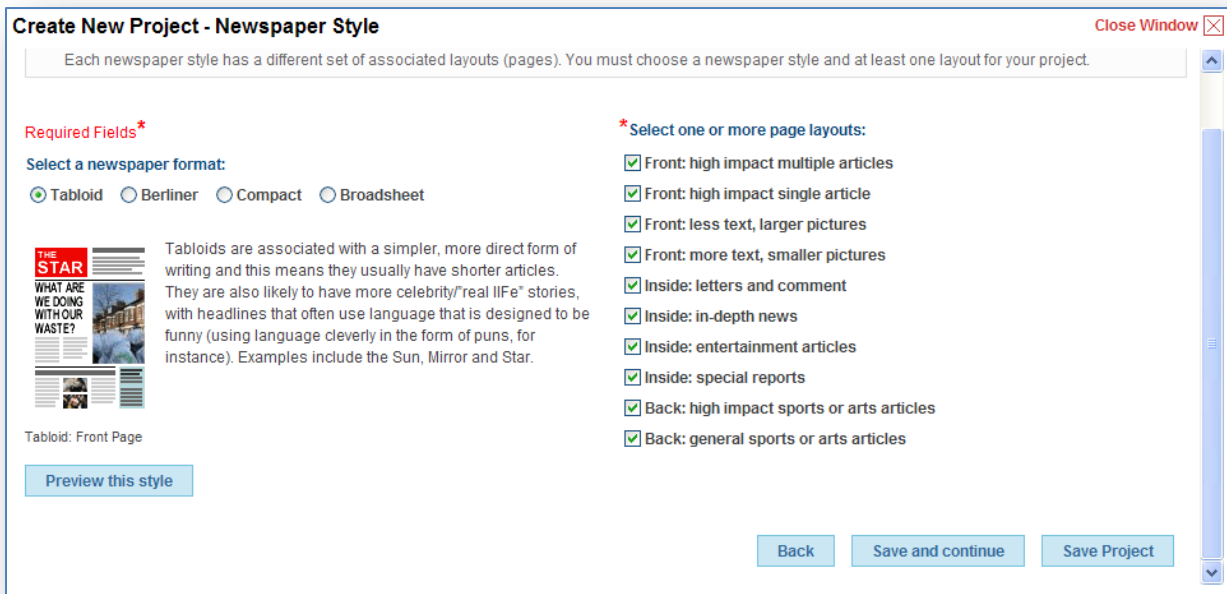 Create New Project - Newspaper Style
Close Window
Each newspaper style has a different set of associated layouts (pages). You must choose a newspaper style and at least one layout for your project.
Required Fields*
Select a newspaper format:
Tabloid Berliner Compact Broadsheet
THE
STAR
WHAT ARE
WE DOING
WITH OUR
WASTE?
Tabloids are associated with a simpler, more direct form of
writing and this means they usually have shorter articles.
They are also likely to have more celebrity/"real lIFe" stories,
with headlines that often use language that is designed to be
funny (using language cleverly in the form of puns, for
instance). Examples include the Sun, Mirror and Star.
Tabloid: Front Page
Preview this style
*Select one or more page layouts:
Front: high impact multiple articles
Front: high impact single article
Front: less text, larger pictures
Front: more text, smaller pictures
Inside: letters and comment
Inside: in-depth news
Inside: entertainment articles
Inside: special reports
Back: high impact sports or arts articles
Back: general sports or arts articles
Back Save and continue Save Project